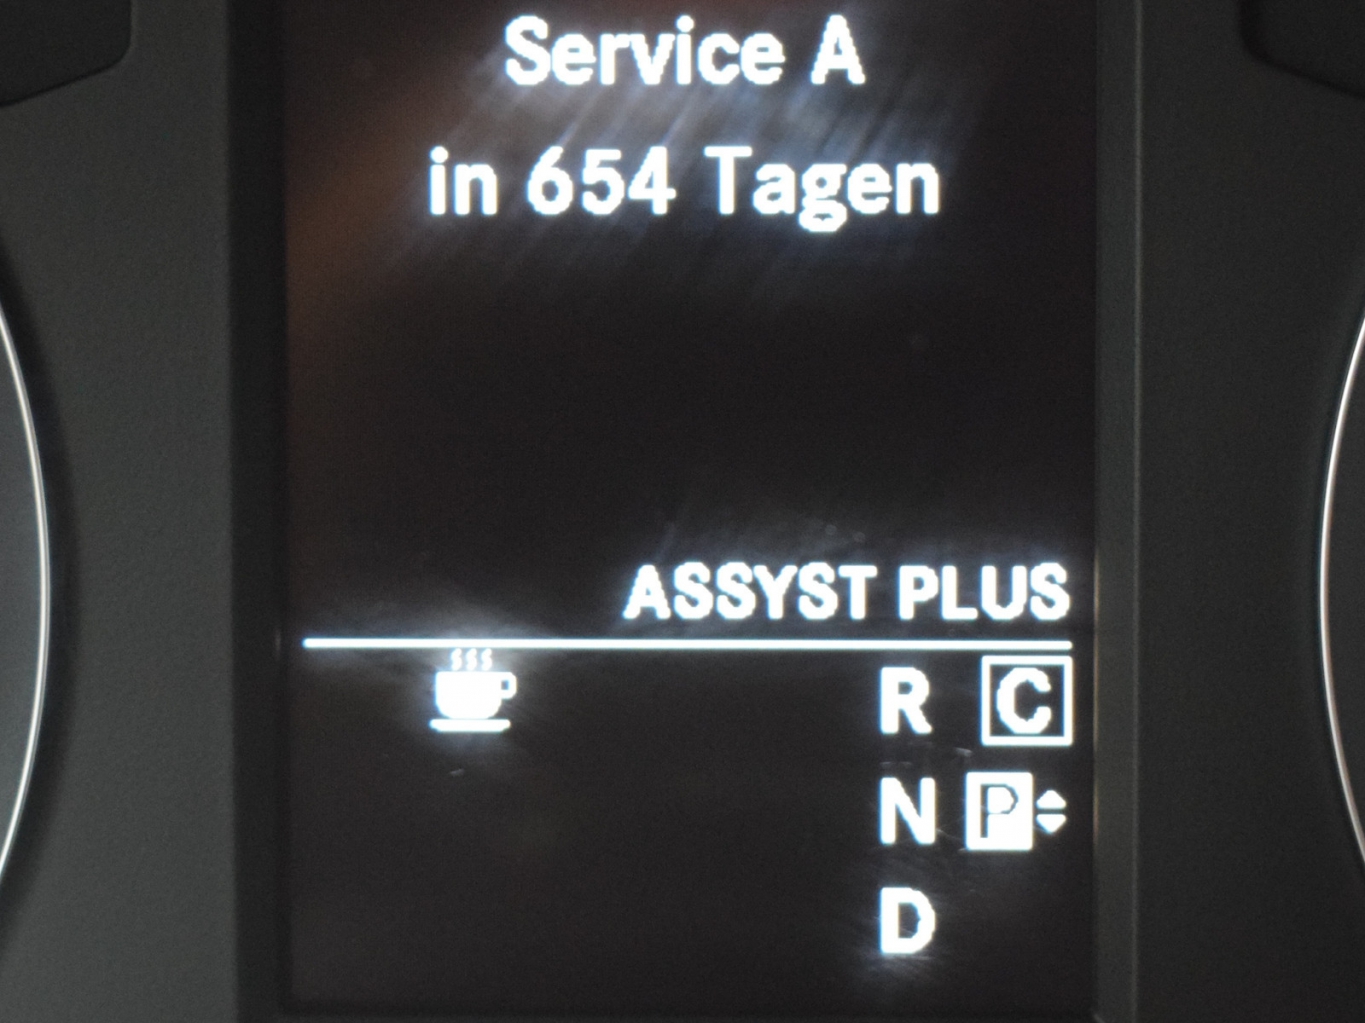 Service A
in 654 Tagen
ASSYST PLUS
R C
N P
D